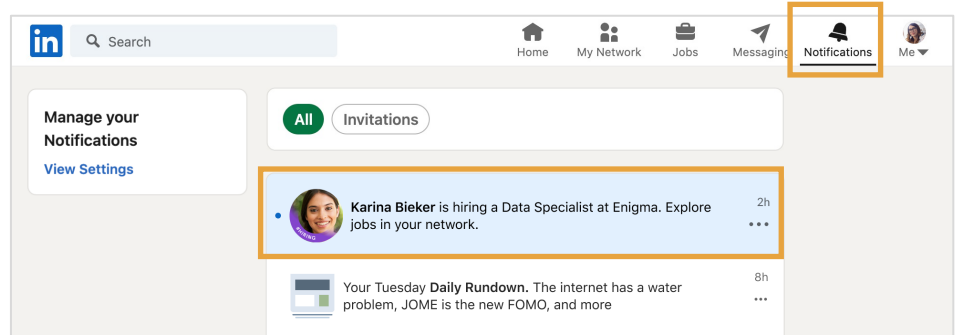 in
Search
Home
My Network
Jobs
Messaging
Notifications
Me
Manage your
Notifications
View Settings
All
Invitations
Karina Bieker is hiring a Data Specialist at Enigma. Explore
jobs in your network.
2h
#HIRING
Your Tuesday Daily Rundown. The internet has a water
problem, JOME is the new FOMO, and more
8h